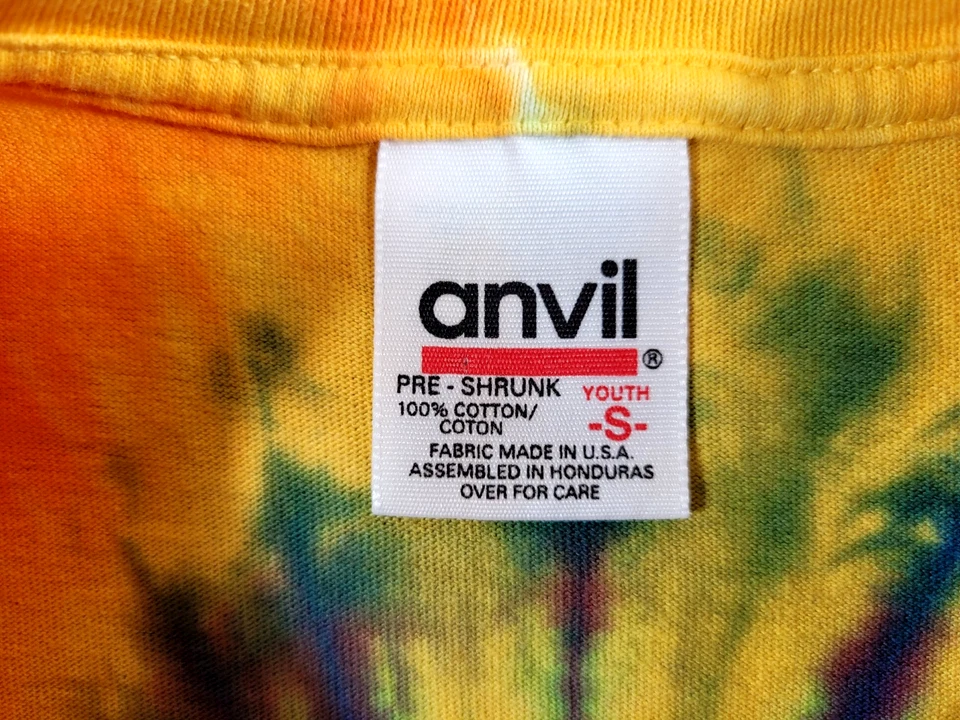 anvil®
PRE - SHRUNK YOUTH
100% COTTON/ -S-
COTON
FABRIC MADE IN U.S.A.
ASSEMBLED IN HONDURAS
OVER FOR CARE